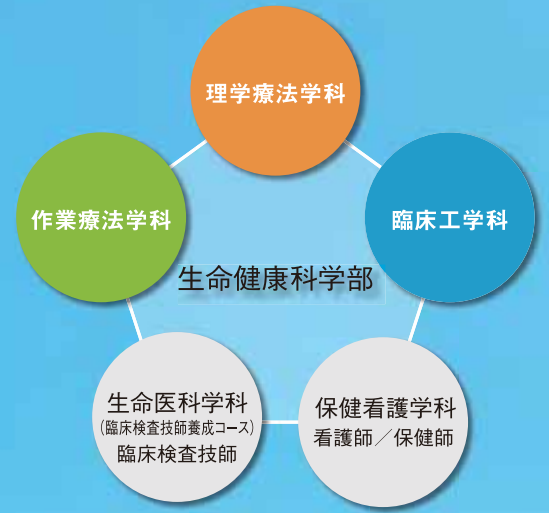 理学療法学科
作業療法学科
臨床工学科
生命健康科学部
生命医科学科
(臨床検査技師養成コース)
臨床検査技師
保健看護学科
看護師／保健師